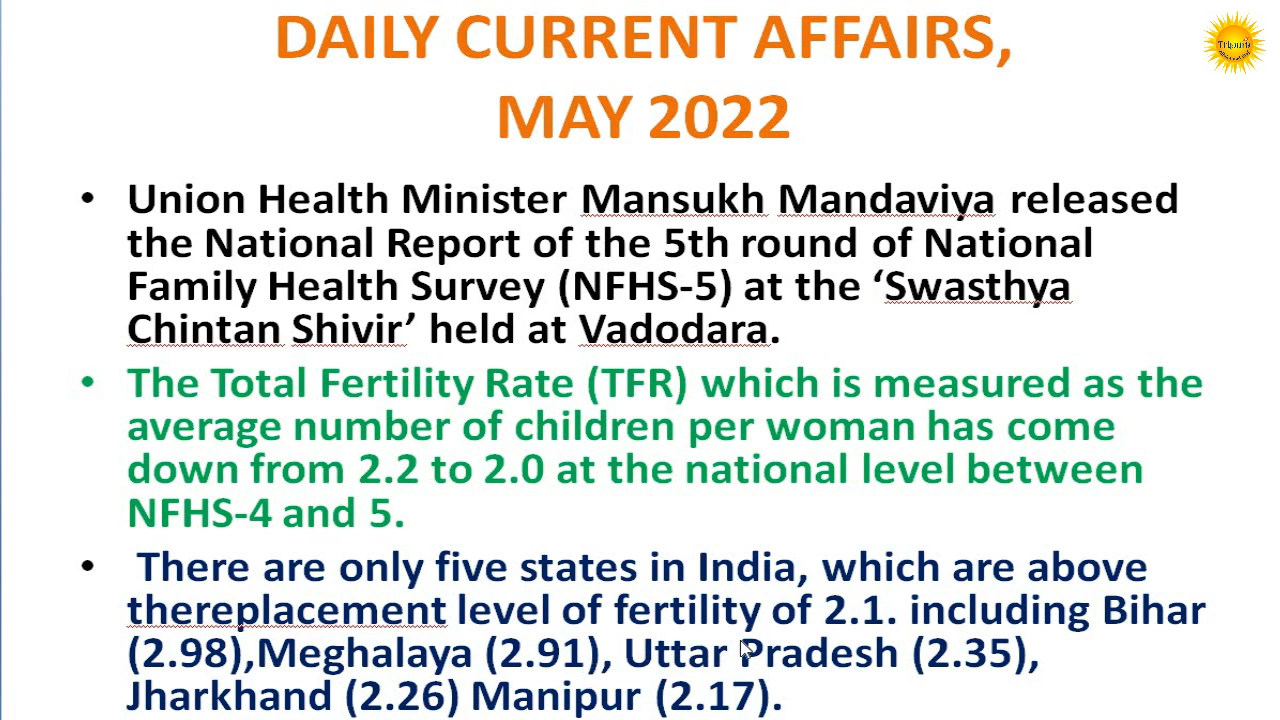 DAILY CURRENT AFFAIRS,
MAY 2022
• Union Health Minister Mansukh Mandaviya released
the National Report of the 5th round of National
Family Health Survey (NFHS-5) at the ‘Swasthya
Chintan Shivir’ held at Vadodara.
• The Total Fertility Rate (TFR) which is measured as the
average number of children per woman has come
down from 2.2 to 2.0 at the national level between
NFHS-4 and 5.
• There are only five states in India, which are above
thereplacement level of fertility of 2.1. including Bihar
(2.98),Meghalaya (2.91), Uttar Pradesh (2.35),
Jharkhand (2.26) Manipur (2.17).